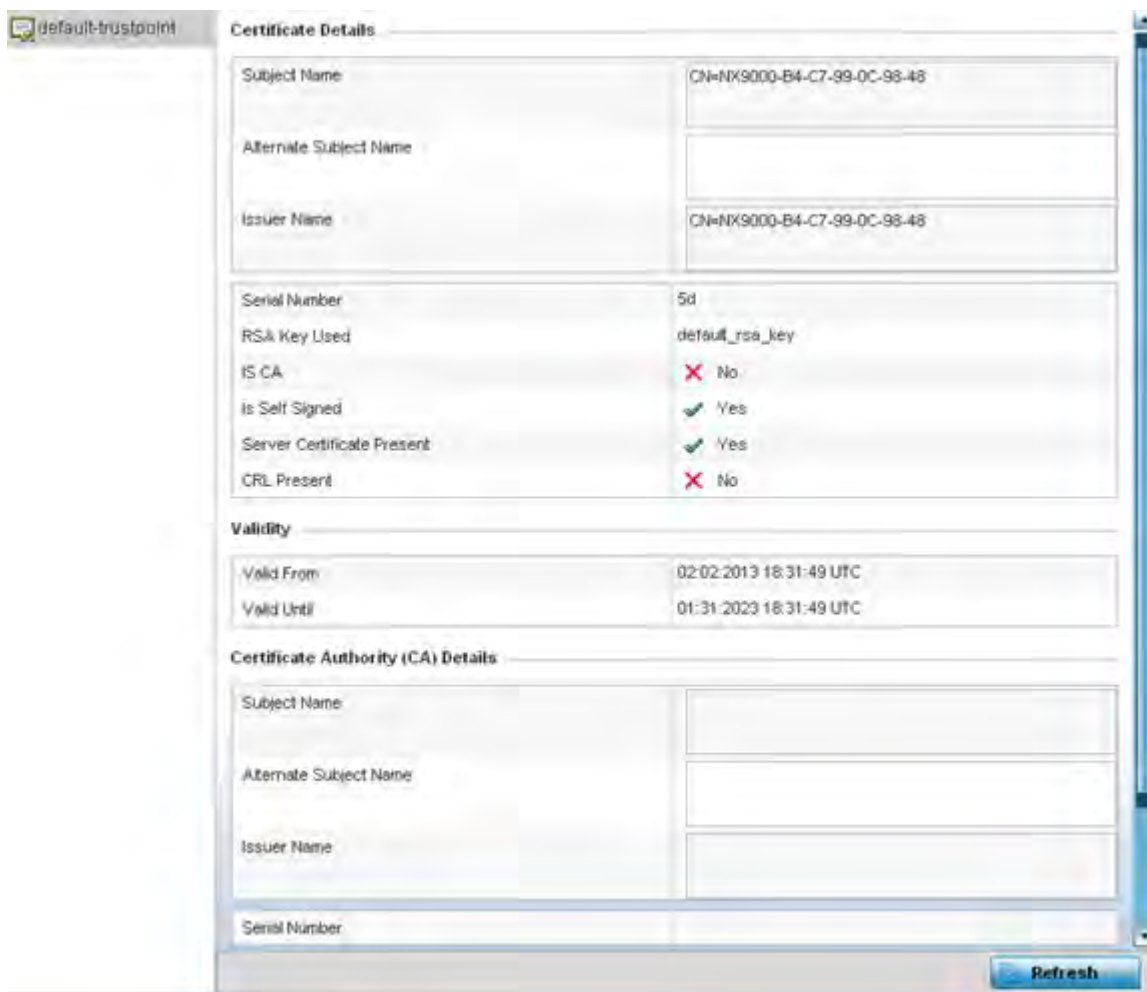 default-trustpoint
Certificate Details
Subject Name CN=NX9000-B4-C7-99-0C-98-48
Alternate Subject Name
Issuer Name CN=NX9000-B4-C7-99-0C-98-48
Serial Number 5d
RSA Key Used default_rsa_key
IS CA No
Is Self Signed Yes
Server Certificate Present Yes
CRL Present No
Validity
Valid From 02:02:2013 18:31:49 UTC
Valid Until 01:31:2023 18:31:49 UTC
Certificate Authority (CA) Details
Subject Name
Alternate Subject Name
Issuer Name
Serial Number
Refresh